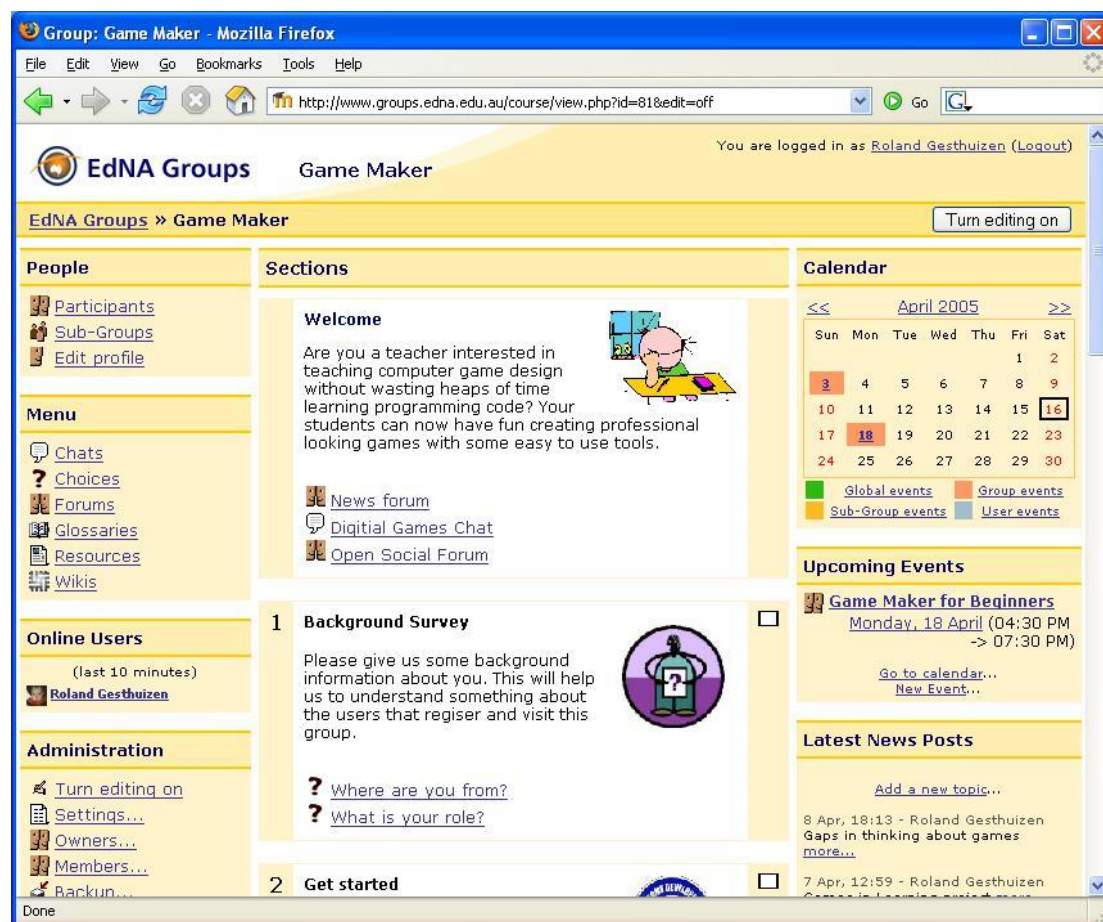 Group: Game Maker - Mozilla Firefox
File Edit View Go Bookmarks Tools Help
http://www.groups.edna.edu.au/course/view.php?id=81&edit=off
Go
G
EdNA Groups
Game Maker
You are logged in as Roland Gesthuizen (Logout)
EdNA Groups » Game Maker
Turn editing on
People
Participants
Sub-Groups
Edit profile
Menu
Chats
? Choices
Forums
Glossaries
Resources
Wikis
Online Users
(last 10 minutes)
Roland Gesthuizen
Administration
Turn editing on
Settings...
Owners...
Members...
Backup...
Sections
Welcome
Are you a teacher interested in
teaching computer game design
without wasting heaps of time
learning programming code? Your
students can now have fun creating professional
looking games with some easy to use tools.
News forum
Digitial Games Chat
Open Social Forum
1 Background Survey
Please give us some background
information about you. This will help
us to understand something about
the users that regiser and visit this
group.
?
? Where are you from?
? What is your role?
2 Get started
Calendar
<< April 2005 >>
Sun Mon Tue Wed Thu Fri Sat
1 2
3 4 5 6 7 8 9
10 11 12 13 14 15 16
17 18 19 20 21 22 23
24 25 26 27 28 29 30
Global events Group events
Sub-Group events User events
Upcoming Events
Game Maker for Beginners
Monday, 18 April (04:30 PM
-> 07:30 PM)
Go to calendar...
New Event...
Latest News Posts
Add a new topic...
8 Apr, 18:13 - Roland Gesthuizen
Gaps in thinking about games
more...
7 Apr, 12:59 - Roland Gesthuizen
Games in Learning project more...
Done